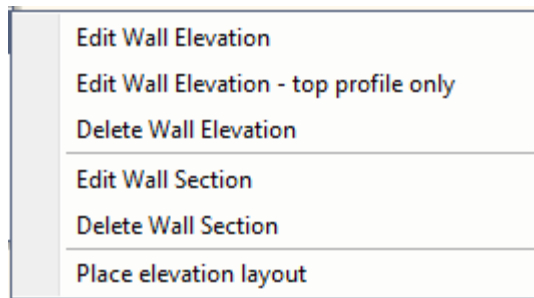 Edit Wall Elevation
Edit Wall Elevation - top profile only
Delete Wall Elevation
Edit Wall Section
Delete Wall Section
Place elevation layout